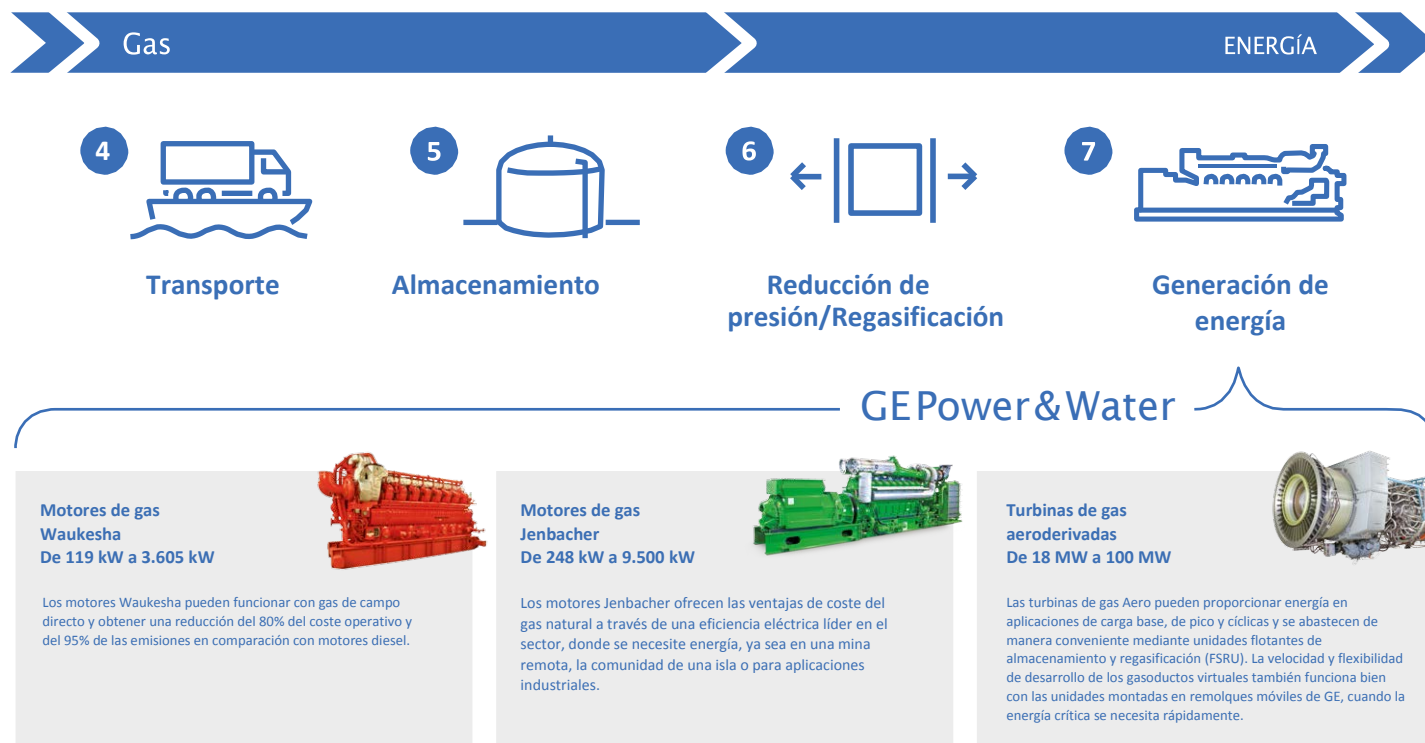 Gas
ENERGÍA
4
5
6
7
Transporte
Almacenamiento
Reducción de
presión/Regasificación
Generación de
energía
GE Power & Water
Motores de gas
Waukesha
De 119 kW a 3.605 kW
Los motores Waukesha pueden funcionar con gas de campo
directo y obtener una reducción del 80% del coste operativo y
del 95% de las emisiones en comparación con motores diesel.
Motores de gas
Jenbacher
De 248 kW a 9.500 kW
Los motores Jenbacher ofrecen las ventajas de coste del
gas natural a través de una eficiencia eléctrica líder en el
sector, donde se necesite energía, ya sea en una mina
remota, la comunidad de una isla o para aplicaciones
industriales.
Turbinas de gas
aeroderivadas
De 18 MW a 100 MW
Las turbinas de gas Aero pueden proporcionar energía en
aplicaciones de carga base, de pico y cíclicas y se abastecen de
manera conveniente mediante unidades flotantes de
almacenamiento y regasificación (FSRU). La velocidad y flexibilidad
de desarrollo de los gasoductos virtuales también funciona bien
con las unidades montadas en remolques móviles de GE, cuando la
energía crítica se necesita rápidamente.